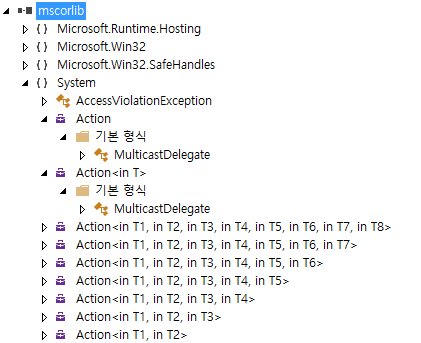 mscorlib
Microsoft.Runtime.Hosting
Microsoft.Win32
Microsoft.Win32.SafeHandles
System
AccessViolationException
Action
기본 형식
MulticastDelegate
Action<in T>
기본 형식
MulticastDelegate
Action<in T1, in T2, in T3, in T4, in T5, in T6, in T7, in T8>
Action<in T1, in T2, in T3, in T4, in T5, in T6, in T7>
Action<in T1, in T2, in T3, in T4, in T5, in T6>
Action<in T1, in T2, in T3, in T4, in T5>
Action<in T1, in T2, in T3, in T4>
Action<in T1, in T2, in T3>
Action<in T1, in T2>